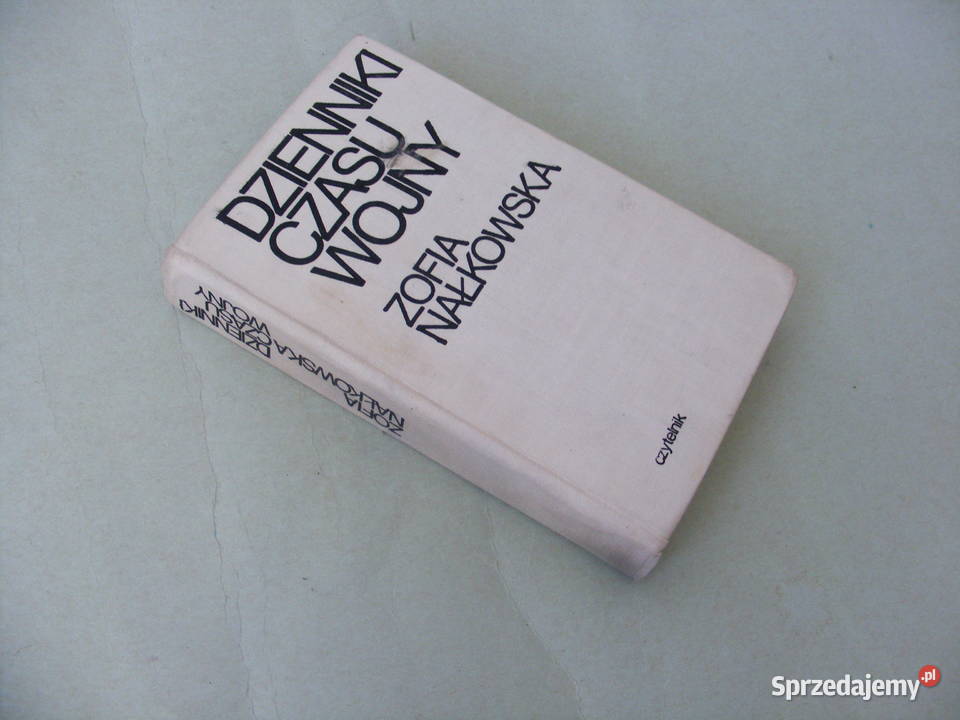 DZIENNIKI
CZASU
WOJNY
ZOFIA
NAŁKOWSKA
czytelnik
DZIENNIKI
CZASU
WOJNY
ZOFIA
NAŁKOWSKA
Sprzedajemy.pl